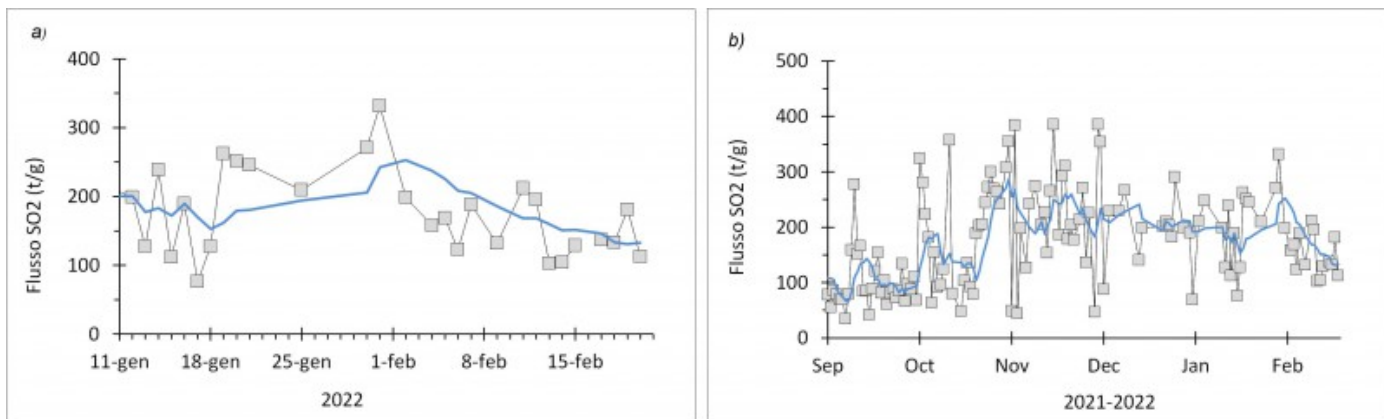 a)
Flusso SO2 (t/g)
400
300
200
100
0
11-gen 18-gen 25-gen 1-feb 8-feb 15-feb
2022
b)
Flusso SO2 (t/g)
500
400
300
200
100
0
Sep Oct Nov Dec Jan Feb
2021-2022